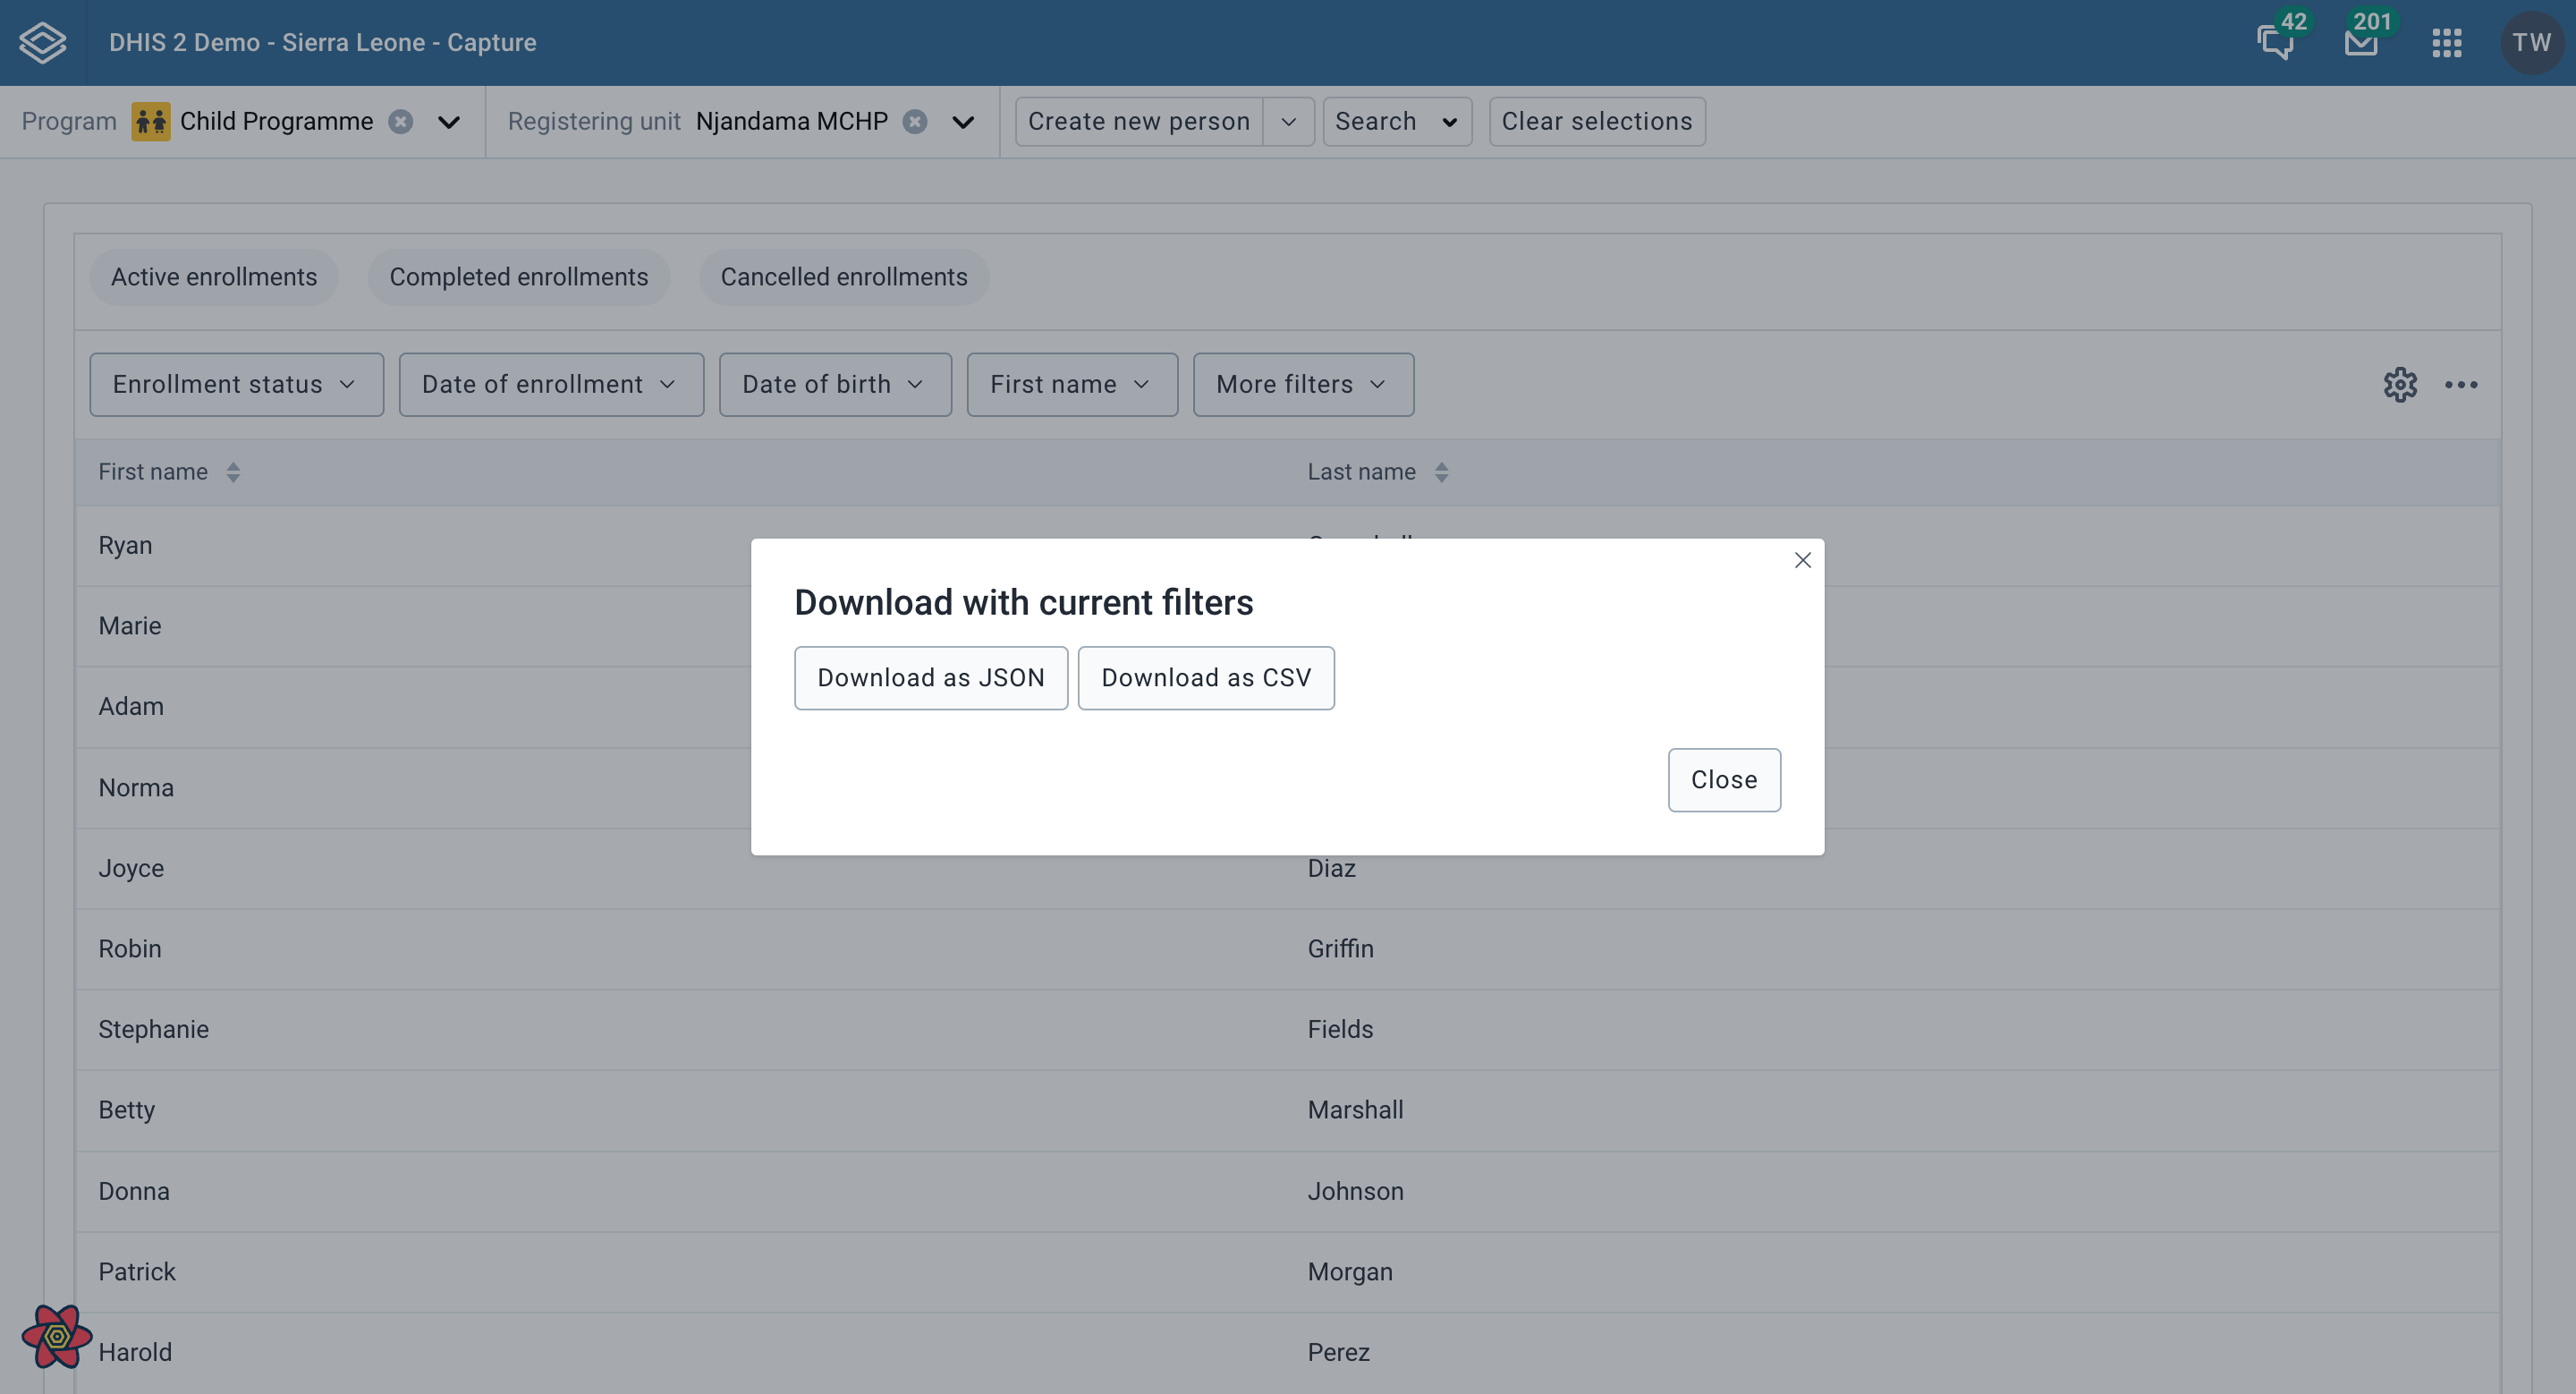 DHIS 2 Demo - Sierra Leone - Capture
42
201
TW
Program Child Programme
Registering unit Njandama MCHP
Create new person
Search
Clear selections
Active enrollments
Completed enrollments
Cancelled enrollments
Enrollment status
Date of enrollment
Date of birth
First name
More filters
First name Last name
Ryan
Marie
Adam
Norma
Download with current filters
Download as JSON
Download as CSV
Close
Joyce Diaz
Robin Griffin
Stephanie Fields
Betty Marshall
Donna Johnson
Patrick Morgan
Harold Perez